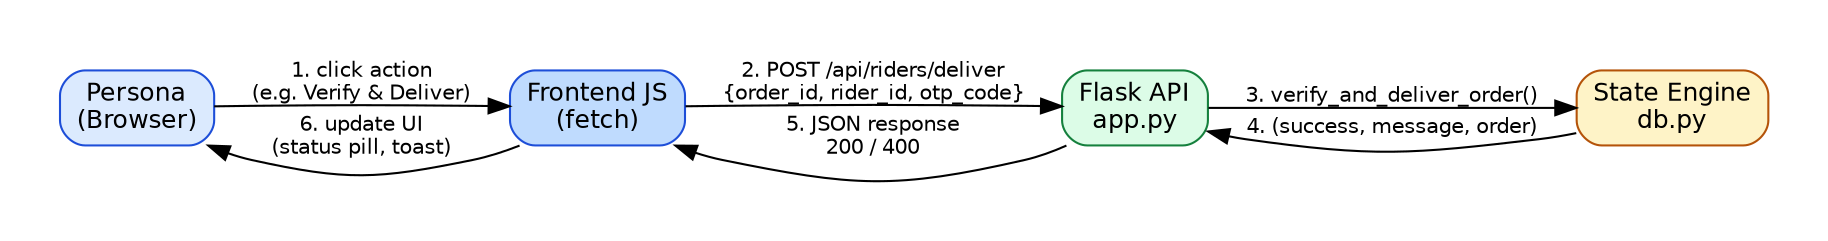 Persona
(Browser)
1. click action
(e.g. Verify & Deliver)
6. update UI
(status pill, toast)
Frontend JS
(fetch)
2. POST /api/riders/deliver
{order_id, rider_id, otp_code}
5. JSON response
200 / 400
Flask API
app.py
3. verify_and_deliver_order()
4. (success, message, order)
State Engine
db.py